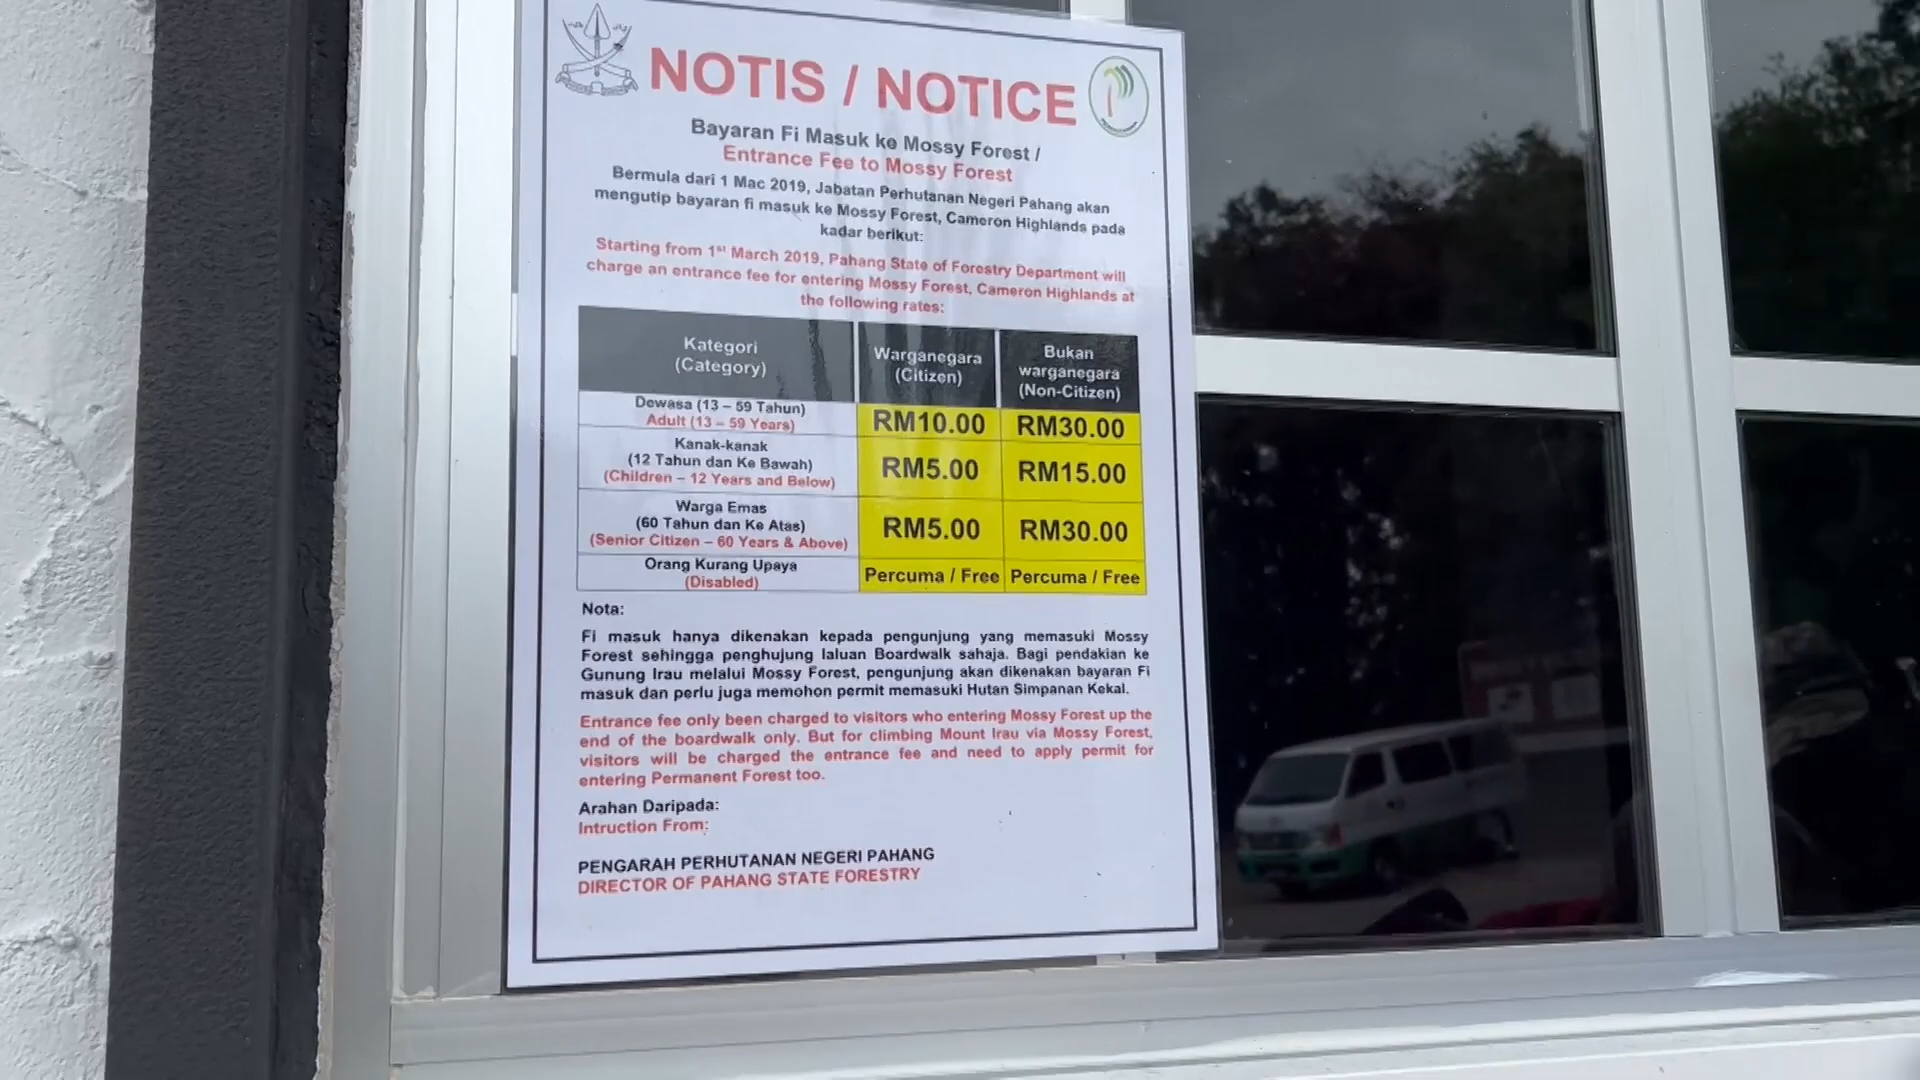 NOTIS / NOTICE
Bayaran Fi Masuk ke Mossy Forest /
Entrance Fee to Mossy Forest
Bermula dari 1 Mac 2019, Jabatan Perhutanan Negeri Pahang akan
mengutip bayaran fi masuk ke Mossy Forest, Cameron Highlands pada
kadar berikut:
Starting from 1st March 2019, Pahang State of Forestry Department will
charge an entrance fee for entering Mossy Forest, Cameron Highlands at
the following rates:
Kategori
(Category)
Warganegara
(Citizen)
Bukan
warganegara
(Non-Citizen)
Dewasa (13 – 59 Tahun)
Adult (13 – 59 Years)
RM10.00
RM30.00
Kanak-kanak
(12 Tahun dan Ke Bawah)
(Children – 12 Years and Below)
RM5.00
RM15.00
Warga Emas
(60 Tahun dan Ke Atas)
(Senior Citizen – 60 Years & Above)
RM5.00
RM30.00
Orang Kurang Upaya
(Disabled)
Percuma / Free
Percuma / Free
Nota:
Fi masuk hanya dikenakan kepada pengunjung yang memasuki Mossy
Forest sehingga penghujung laluan Boardwalk sahaja. Bagi pendakian ke
Gunung Irau melalui Mossy Forest, pengunjung akan dikenakan bayaran Fi
masuk dan perlu juga memohon permit memasuki Hutan Simpanan Kekal.
Entrance fee only been charged to visitors who entering Mossy Forest up the
end of the boardwalk only. But for climbing Mount Irau via Mossy Forest,
visitors will be charged the entrance fee and need to apply permit for
entering Permanent Forest too.
Arahan Daripada:
Intruction From:
PENGARAH PERHUTANAN NEGERI PAHANG
DIRECTOR OF PAHANG STATE FORESTRY